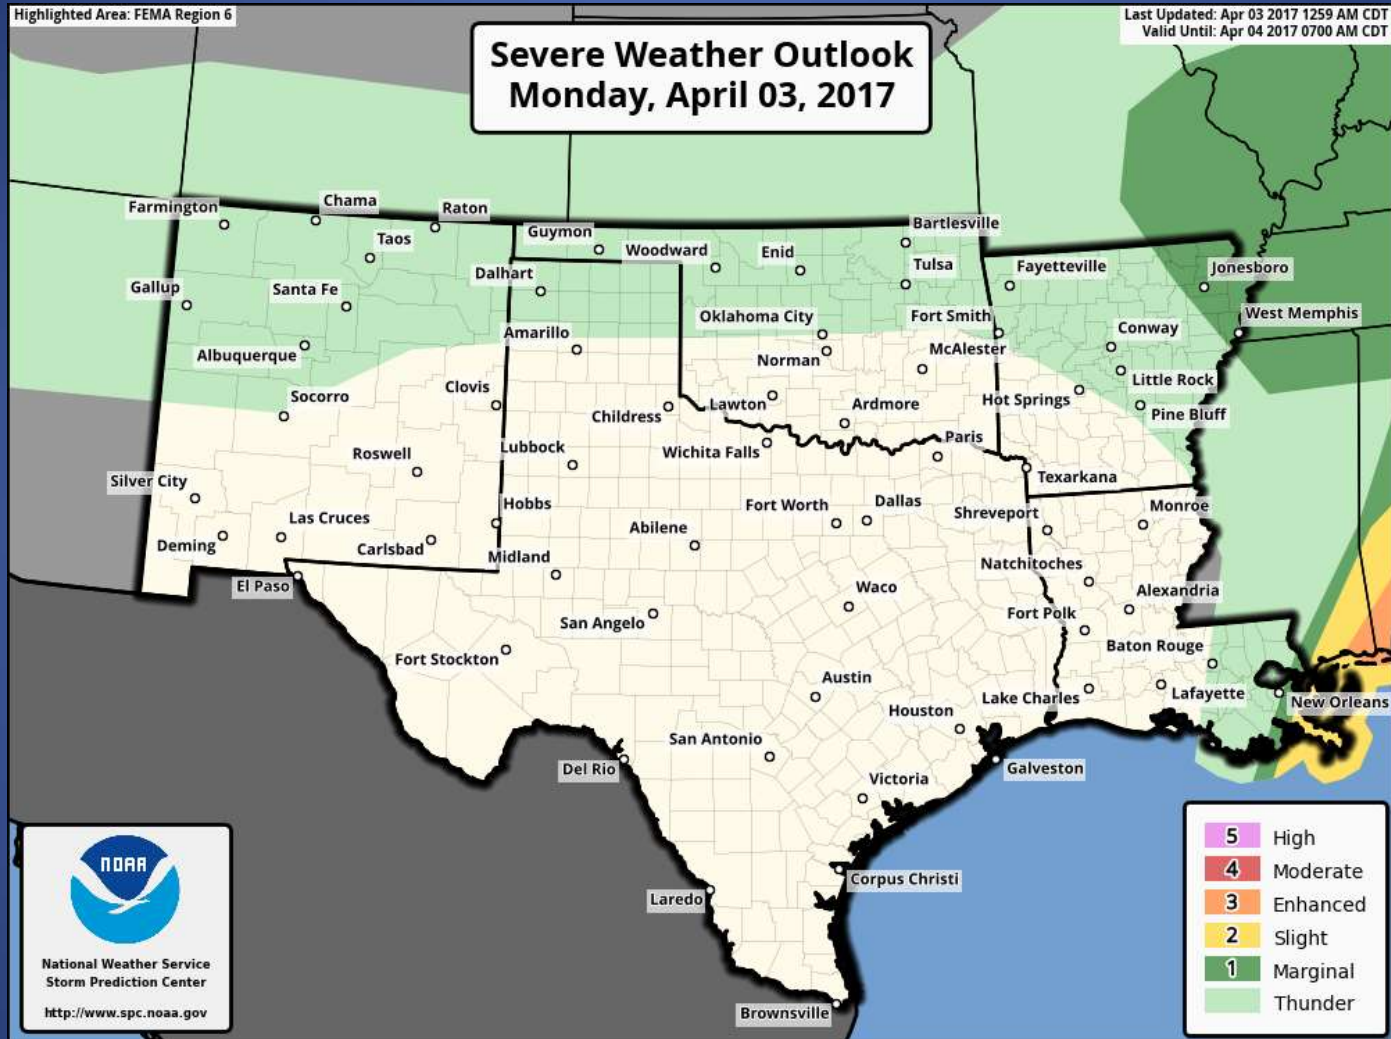 Highlighted Area: FEMA Region 6
Last Updated: Apr 03 2017 1259 AM CDT
Valid Until: Apr 04 2017 0700 AM CDT
Severe Weather Outlook
Monday, April 03, 2017
Farmington
Chama
Raton
Taos
Guymon
Woodward
Enid
Bartlesville
Tulsa
Fayetteville
Jonesboro
Gallup
Santa Fe
Dalhart
Amarillo
Oklahoma City
Fort Smith
West Memphis
Conway
Albuquerque
Norman
McAlester
Little Rock
Socorro
Clovis
Childress
Lawton
Ardmore
Hot Springs
Pine Bluff
Roswell
Lubbock
Wichita Falls
Paris
Texarkana
Silver City
Las Cruces
Hobbs
Abilene
Fort Worth
Dallas
Shreveport
Monroe
Deming
Carlsbad
Midland
Natchitoches
El Paso
Waco
Alexandria
San Angelo
Fort Polk
Fort Stockton
Baton Rouge
Austin
Lake Charles
Lafayette
New Orleans
Houston
San Antonio
Del Rio
Galveston
Victoria
Corpus Christi
Laredo
Brownsville
NOAA
National Weather Service
Storm Prediction Center
http://www.spc.noaa.gov
5 High
4 Moderate
3 Enhanced
2 Slight
1 Marginal
Thunder